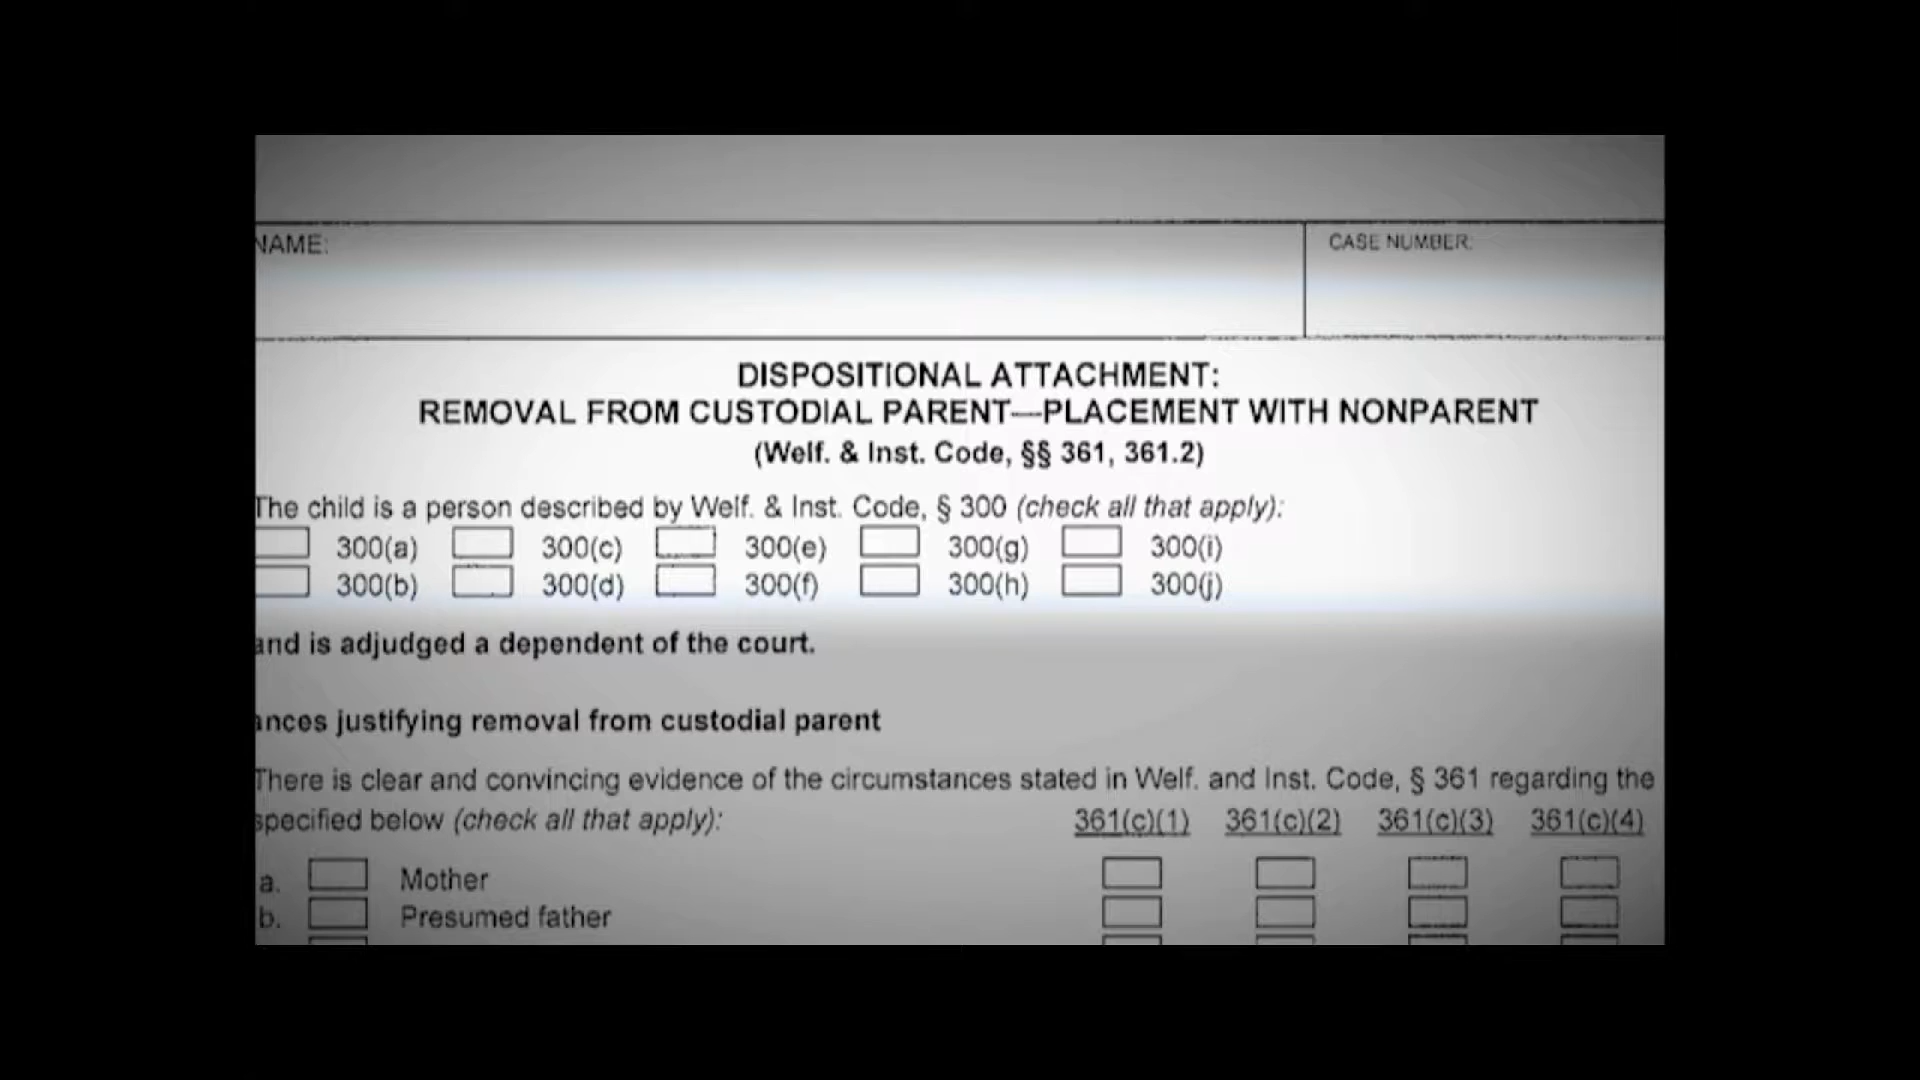 NAME:
CASE NUMBER:
DISPOSITIONAL ATTACHMENT:
REMOVAL FROM CUSTODIAL PARENT—PLACEMENT WITH NONPARENT
(Welf. & Inst. Code, §§ 361, 361.2)
The child is a person described by Welf. & Inst. Code, § 300 (check all that apply):
300(a) 300(c) 300(e) 300(g) 300(i)
300(b) 300(d) 300(f) 300(h) 300(j)
and is adjudged a dependent of the court.
ances justifying removal from custodial parent
There is clear and convincing evidence of the circumstances stated in Welf. and Inst. Code, § 361 regarding the
specified below (check all that apply): 361(c)(1) 361(c)(2) 361(c)(3) 361(c)(4)
a. Mother
b. Presumed father